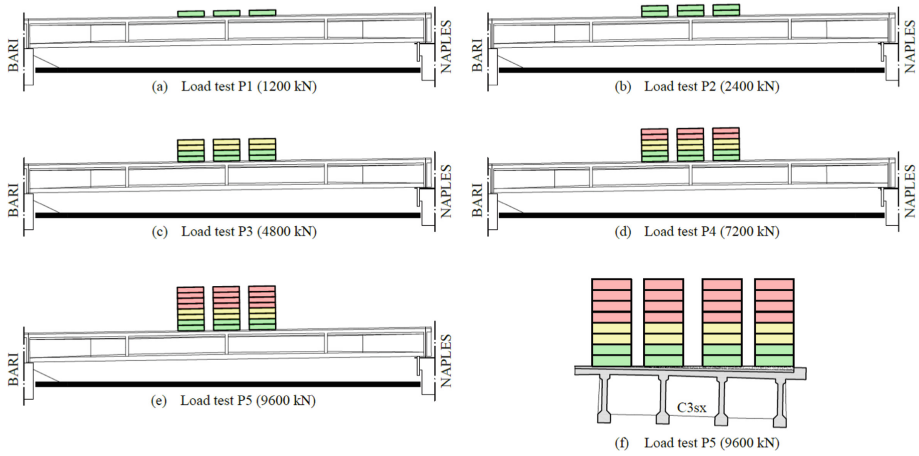 BARI
NAPLES
(a) Load test P1 (1200 kN)
BARI
NAPLES
(b) Load test P2 (2400 kN)
BARI
NAPLES
(c) Load test P3 (4800 kN)
BARI
NAPLES
(d) Load test P4 (7200 kN)
BARI
NAPLES
(e) Load test P5 (9600 kN)
C3sx
(f) Load test P5 (9600 kN)